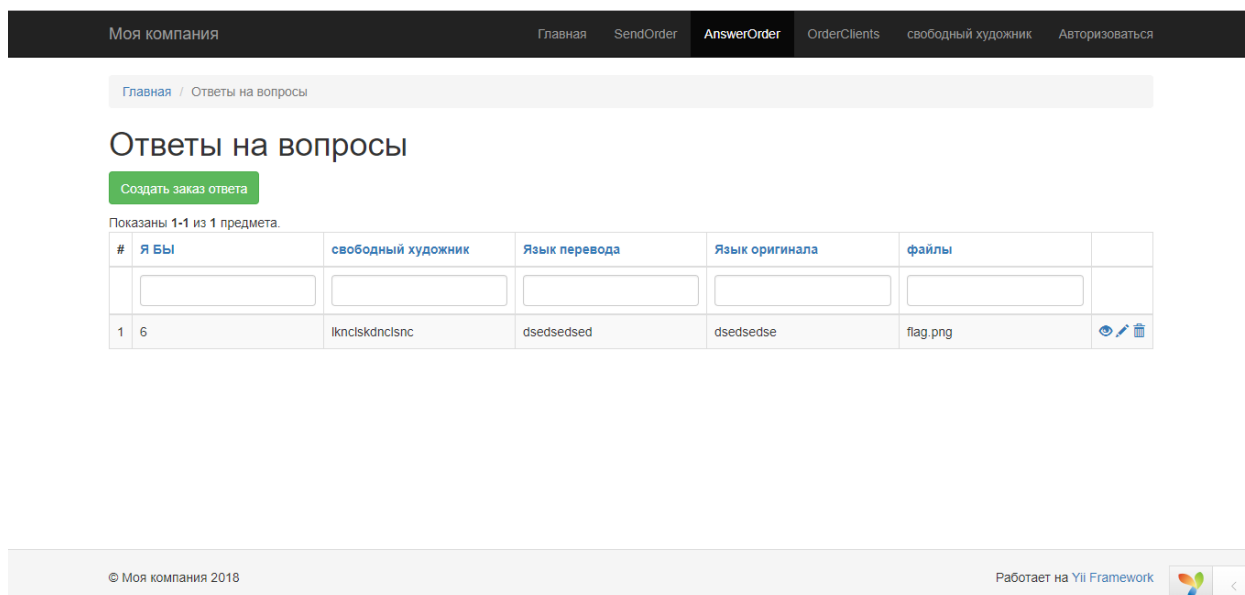 Моя компания Главная SendOrder AnswerOrder OrderClients свободный художник Авторизоваться
Главная / Ответы на вопросы
Ответы на вопросы
Создать заказ ответа
Показаны 1-1 из 1 предмета.
# Я БЫ свободный художник Язык перевода Язык оригинала файлы
1 6 lknclskdnclsnc dsedsedsed dsedsedse flag.png
© Моя компания 2018 Работает на Yii Framework